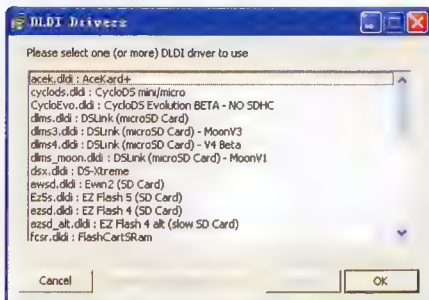 DLDI Drivers
Please select one (or more) DLDI driver to use
acek.dldi : AceKard+
cyclods.dldi : CycloDS mini/micro
CycloEvo.dldi : CycloDS Evolution BETA - NO SDHC
dlms.dldi : DSLink (microSD Card)
dlms3.dldi : DSLink (microSD Card) - MoonV3
dlms4.dldi : DSLink (microSD Card) - V4 Beta
dlms_moon.dldi : DSLink (microSD Card) - MoonV1
dsx.dldi : DS-Xtreme
ewsd.dldi : Ewin2 (SD Card)
Ez5s.dldi : EZ Flash 5 (SD Card)
ezsd.dldi : EZ Flash 4 (SD Card)
ezsd_alt.dldi : EZ Flash 4 alt (slow SD Card)
fcsr.dldi : FlashCartSRam
Cancel
OK